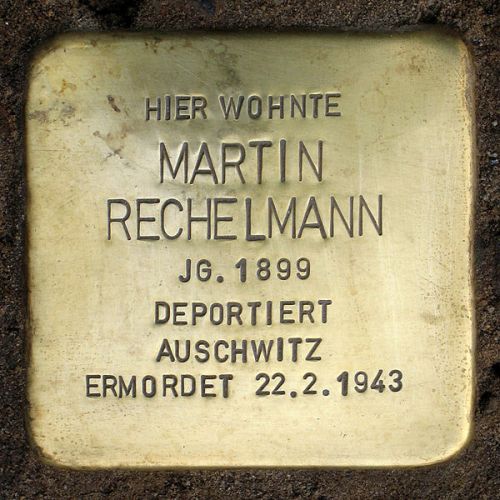 HIER WOHNTE
MARTIN
RECHELMANN
JG. 1899
DEPORTIERT
AUSCHWITZ
ERMORDET 22.2.1943